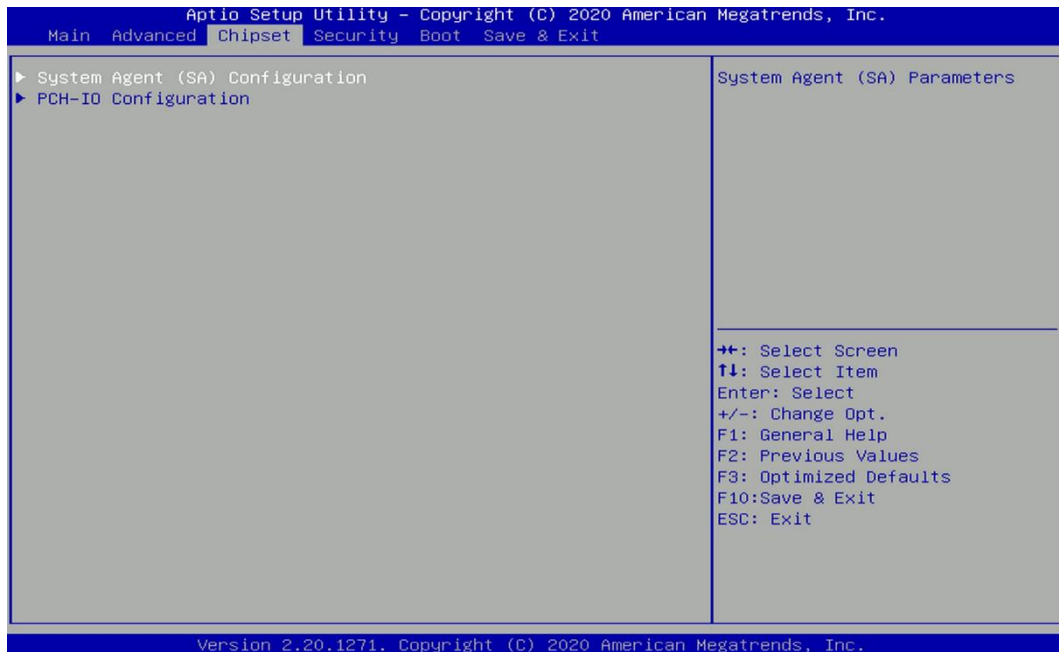 Aptio Setup Utility – Copyright (C) 2020 American Megatrends, Inc.
Main Advanced Chipset Security Boot Save & Exit
▶ System Agent (SA) Configuration
▶ PCH-IO Configuration
System Agent (SA) Parameters
→←: Select Screen
↑↓: Select Item
Enter: Select
+/-: Change Opt.
F1: General Help
F2: Previous Values
F3: Optimized Defaults
F10:Save & Exit
ESC: Exit
Version 2.20.1271. Copyright (C) 2020 American Megatrends, Inc.